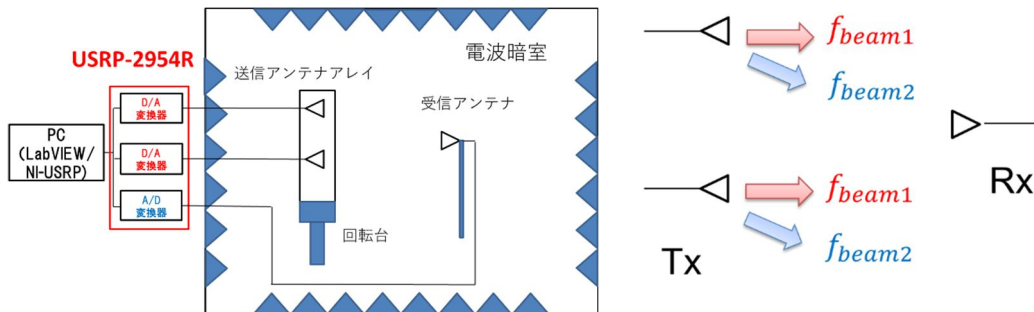 USRP-2954R
PC
(LabVIEW/
NI-USRP)
D/A
変換器
D/A
変換器
A/D
変換器
電波暗室
送信アンテナアレイ
受信アンテナ
回転台
f_beam1
f_beam2
f_beam1
f_beam2
Tx
Rx